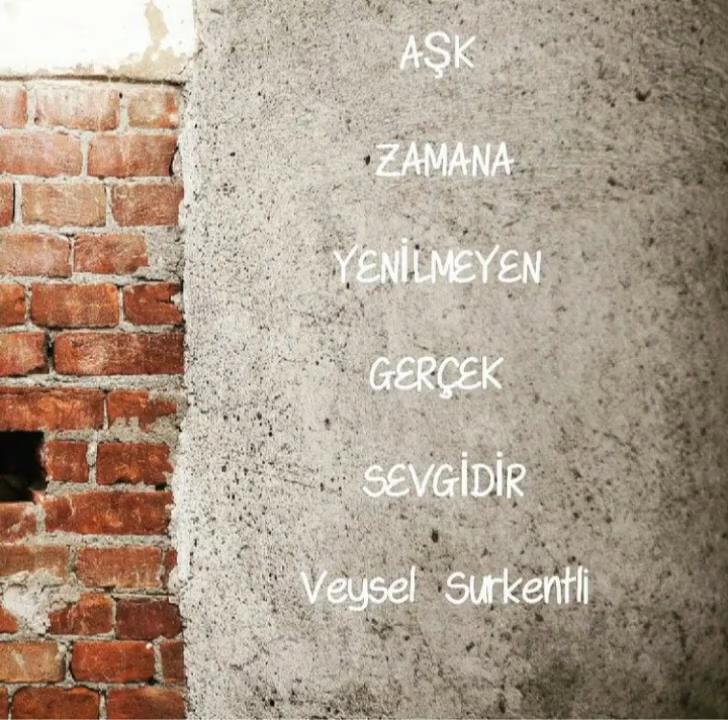 AŞK
ZAMANA
YENİLMEYEN
GERÇEK
SEVGİDİR
Veysel Surkentli